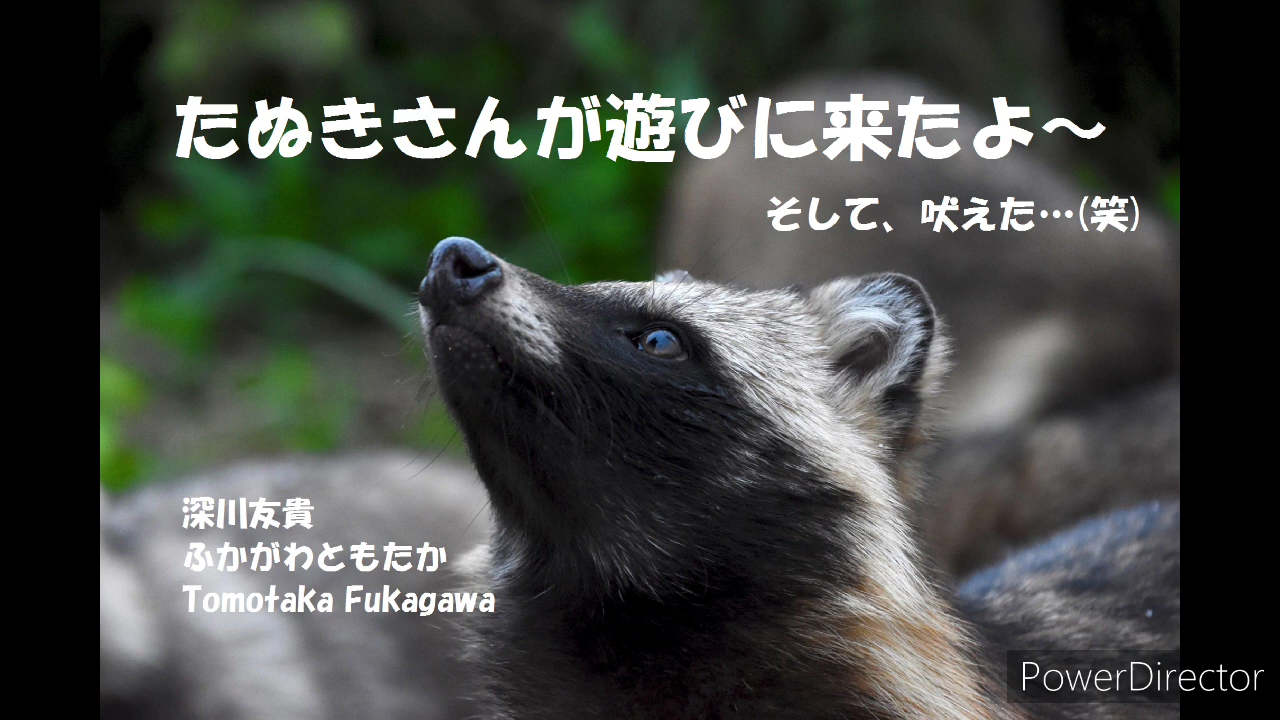 たぬきさんが遊びに来たよ～
そして、吠えた…(笑)
深川友貴
ふかがわともたか
Tomotaka Fukagawa
PowerDirector